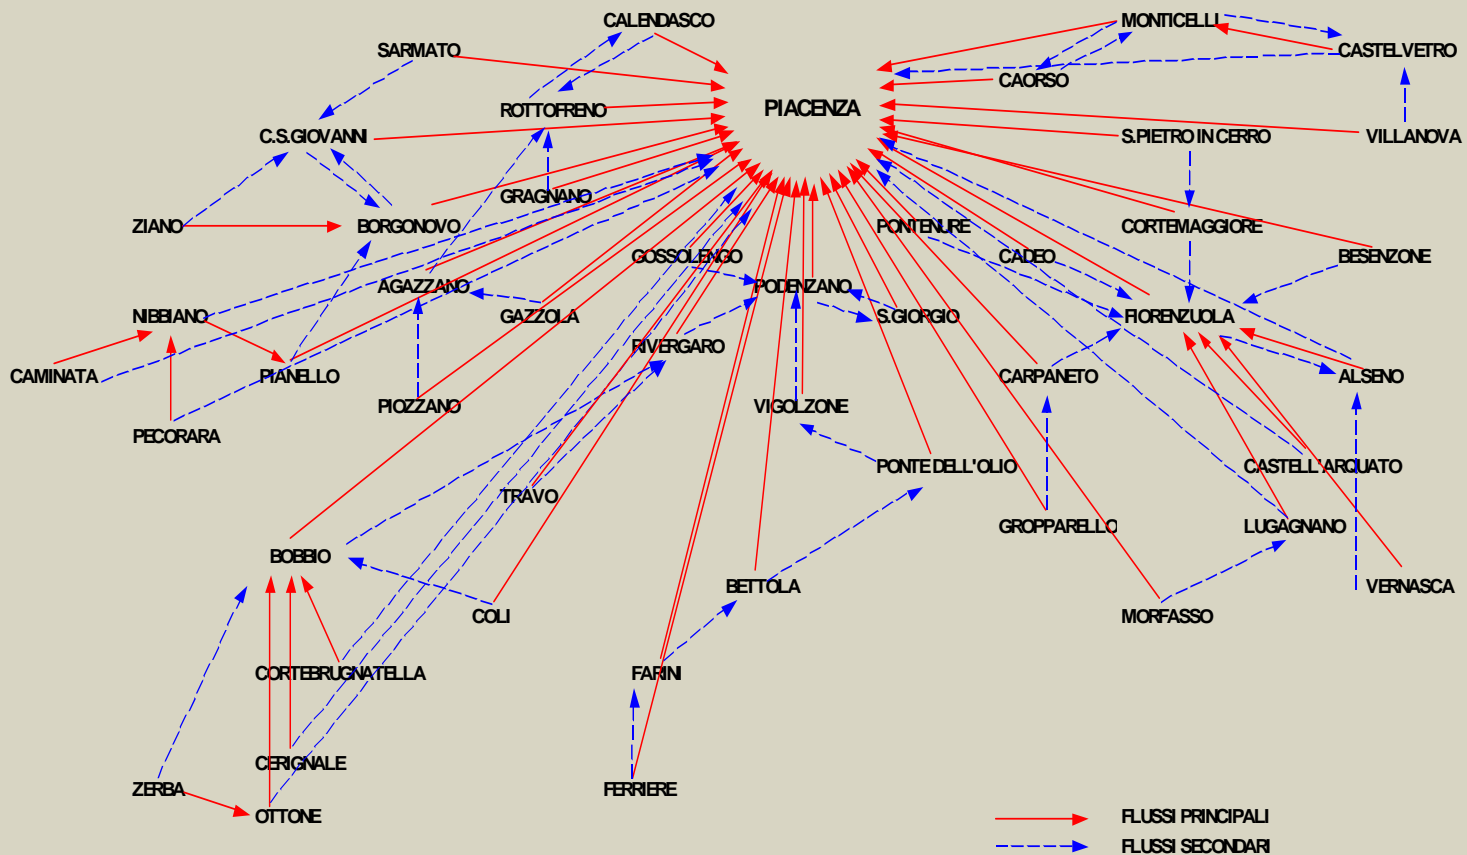 CALENDASCO
MONTICELLI
SARMATO
CASTELVETRO
CAORSO
PIACENZA
ROTTOFRENO
C.S.GIOVANNI
S.PIETRO IN CERRO
VILLANOVA
GRAGNANO
ZIANO
BORGONOVO
PONTENURE
CORTEMAGGIORE
GOSSOLENGO
CADEO
BESENZONE
AGAZZANO
PODENZANO
NIBBIANO
GAZZOLA
S.GIORGIO
FIORENZUOLA
RIVERGARO
CAMINATA
PIANELLO
CARPANETO
ALSENO
PIOZZANO
VIGOLZONE
PECORARA
PONTE DELL'OLIO
CASTELL'ARQUATO
TRAVO
GROPPARELLO
LUGAGNANO
BOBBIO
BETTOLA
VERNASCA
COLI
MORFASSO
CORTEBRUGNATELLA
FARINI
CERIGNALE
ZERBA
FERRIERE
OTTONE
FLUSSI PRINCIPALI
FLUSSI SECONDARI